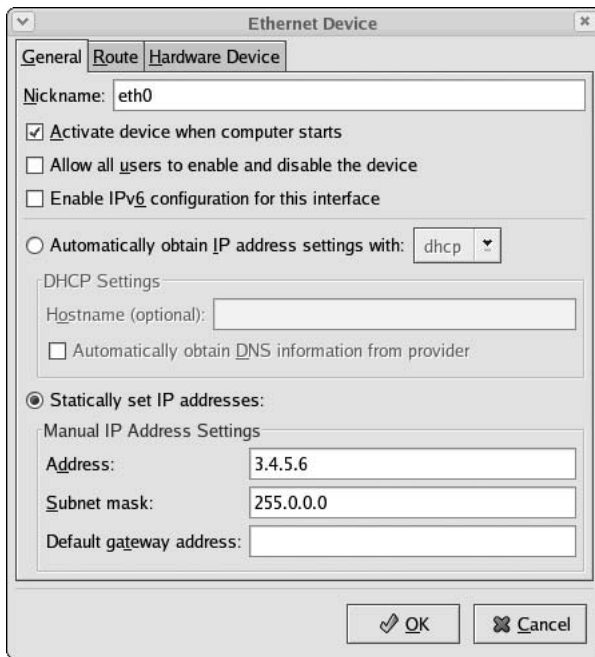 Ethernet Device
General Route Hardware Device
Nickname: eth0
Activate device when computer starts
Allow all users to enable and disable the device
Enable IPv6 configuration for this interface
Automatically obtain IP address settings with: dhcp
DHCP Settings
Hostname (optional):
Automatically obtain DNS information from provider
Statically set IP addresses:
Manual IP Address Settings
Address: 3.4.5.6
Subnet mask: 255.0.0.0
Default gateway address:
OK Cancel